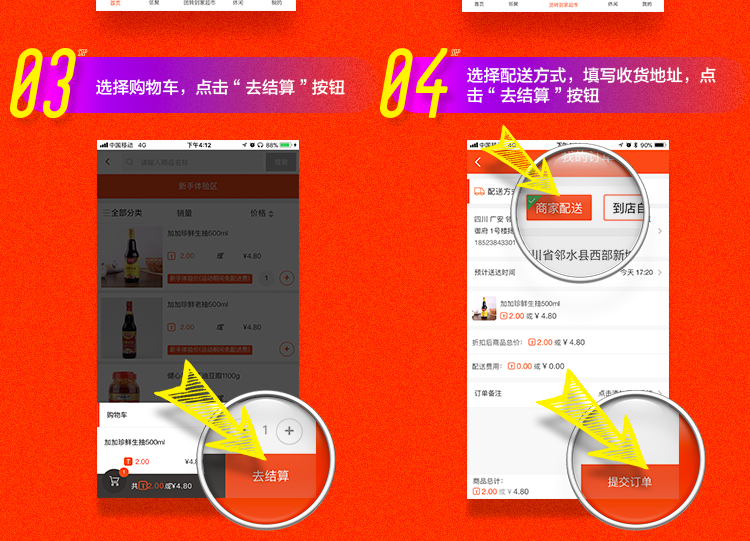 首页 邻聚 团转创家超市 休闲 我的
首页 邻聚 团转创家超市 休闲 我的
03 STEP
选择购物车，点击“去结算”按钮
中国移动 4G 下午4:12 88%
请输入商品名称 搜索
新手体验区
全部分类 销量 价格
加加珍鲜生抽500ml
T 2.00 或 ¥4.80
新手体验价(活动期间免配送费) 1 +
加加珍鲜老抽500ml
T 2.00 或 ¥4.80
新手体验价(活动期间免配送费) +
豆瓣1100g
购物车
加加珍鲜生抽500ml
T 2.00 ¥4.
1 +
1
共 T 2.00 或¥4.80
去结算
04 STEP
选择配送方式，填写收货地址，点
击“去结算”按钮
中国移动 4G 下午4: 90%
我的订单
配送方式
商家配送 到店自
四川 广安 邻
御府 1号楼
18523843301
川省邻水县西部新城
预计送达时间 今天 17:20
加加珍鲜生抽500ml
T 2.00 或 ¥ 4.80
折扣后商品总价： T 2.00 或 ¥ 4.80
配送费用： T 0.00 或 ¥ 0.00
订单备注 点击
商品总计：
T 2.00 或 ¥ 4.80
提交订单